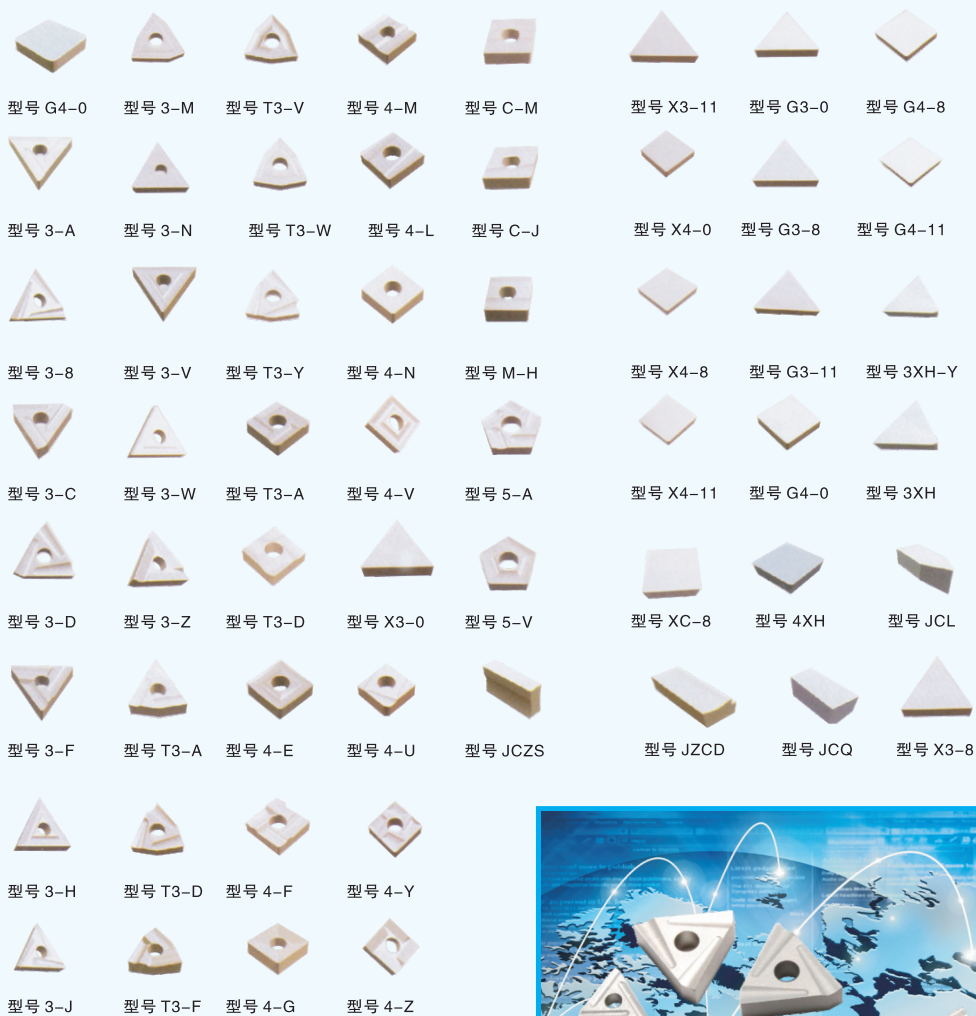 型号 G4-0 型号 3-M 型号 T3-V 型号 4-M 型号 C-M 型号 X3-11 型号 G3-0 型号 G4-8
型号 3-A 型号 3-N 型号 T3-W 型号 4-L 型号 C-J 型号 X4-0 型号 G3-8 型号 G4-11
型号 3-8 型号 3-V 型号 T3-Y 型号 4-N 型号 M-H 型号 X4-8 型号 G3-11 型号 3XH-Y
型号 3-C 型号 3-W 型号 T3-A 型号 4-V 型号 5-A 型号 X4-11 型号 G4-0 型号 3XH
型号 3-D 型号 3-Z 型号 T3-D 型号 X3-0 型号 5-V 型号 XC-8 型号 4XH 型号 JCL
型号 3-F 型号 T3-A 型号 4-E 型号 4-U 型号 JCZS 型号 JZCD 型号 JCQ 型号 X3-8
型号 3-H 型号 T3-D 型号 4-F 型号 4-Y
型号 3-J 型号 T3-F 型号 4-G 型号 4-Z